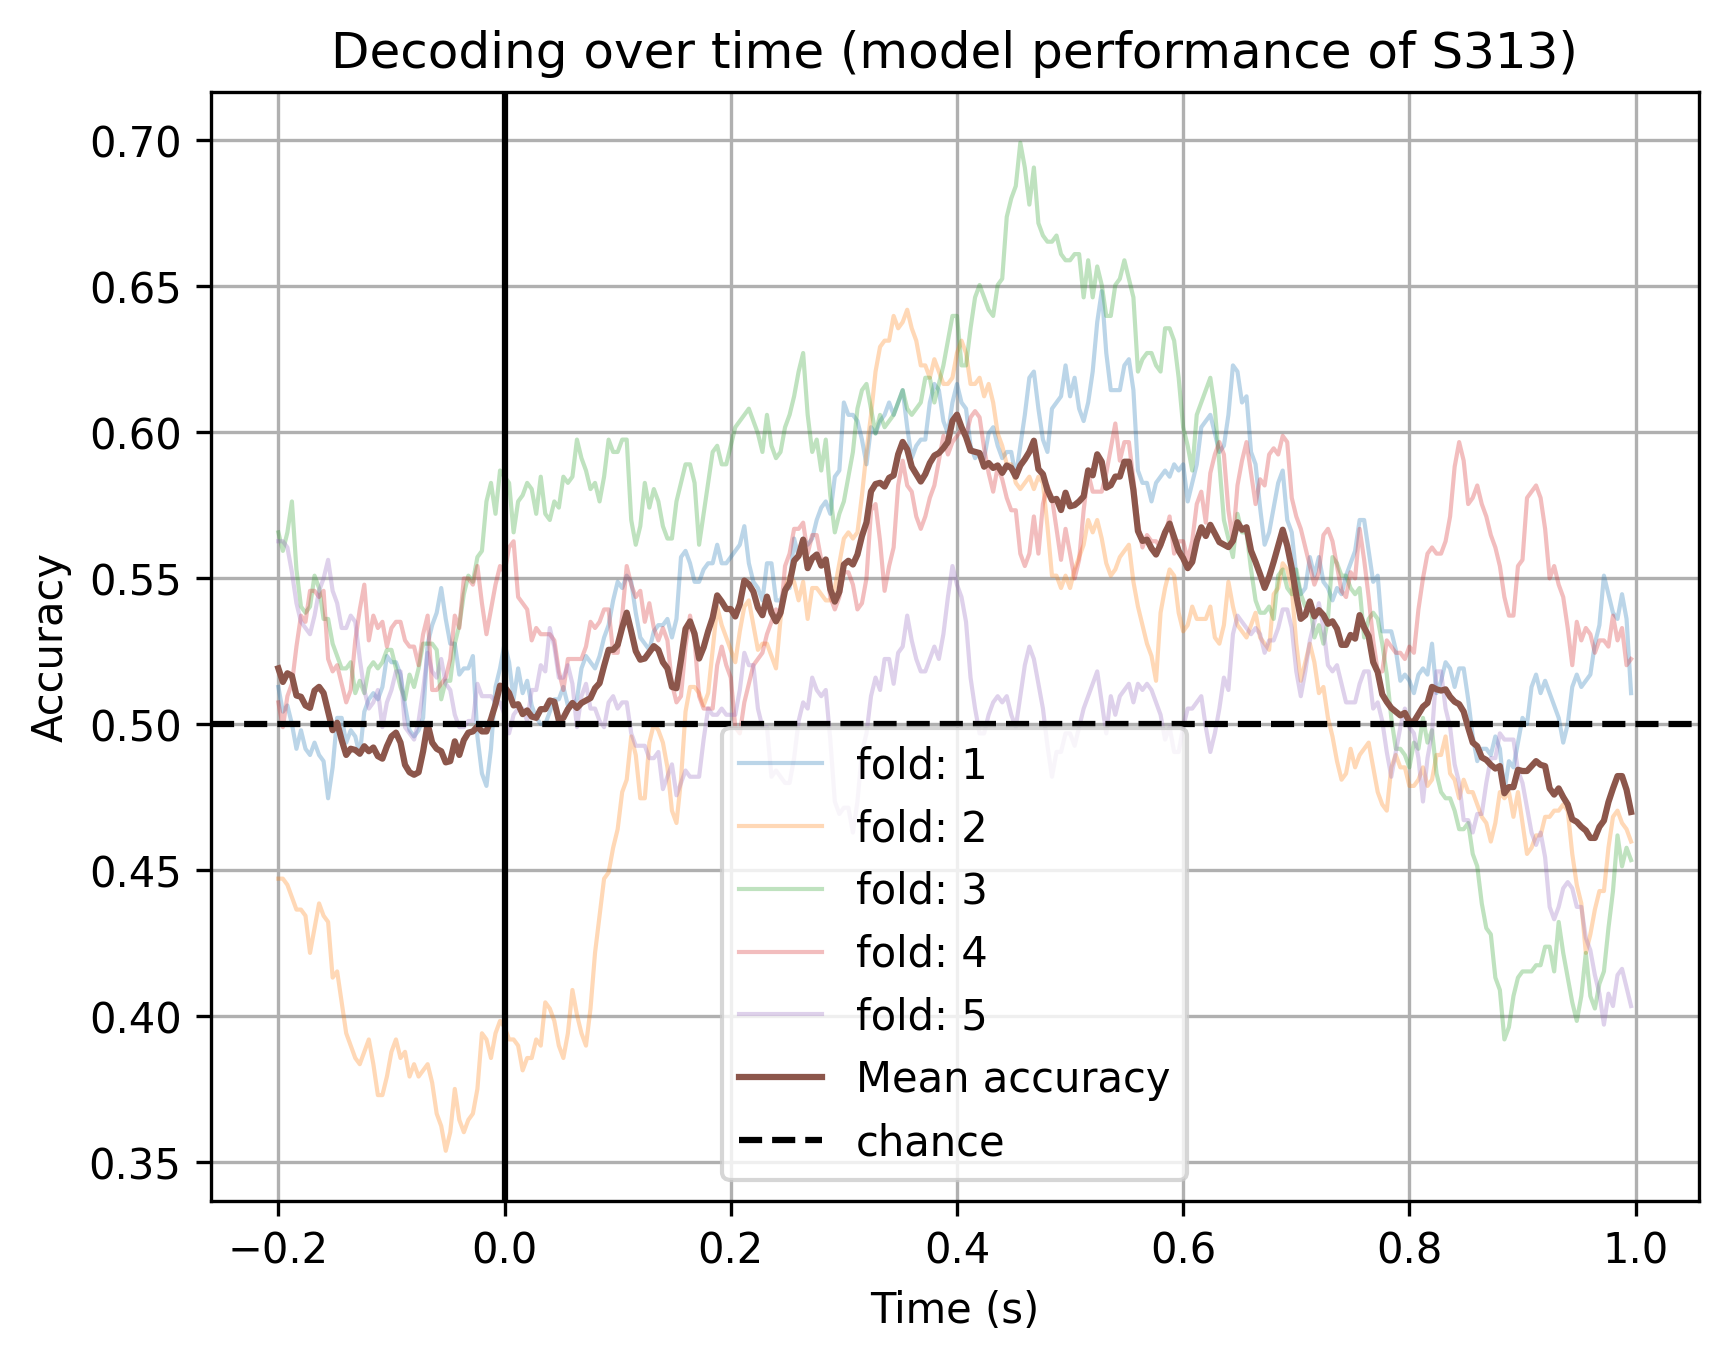 Decoding over time (model performance of S313)
Accuracy
0.70
0.65
0.60
0.55
0.50
0.45
0.40
0.35
fold: 1
fold: 2
fold: 3
fold: 4
fold: 5
Mean accuracy
chance
−0.2
0.0
0.2
0.4
0.6
0.8
1.0
Time (s)